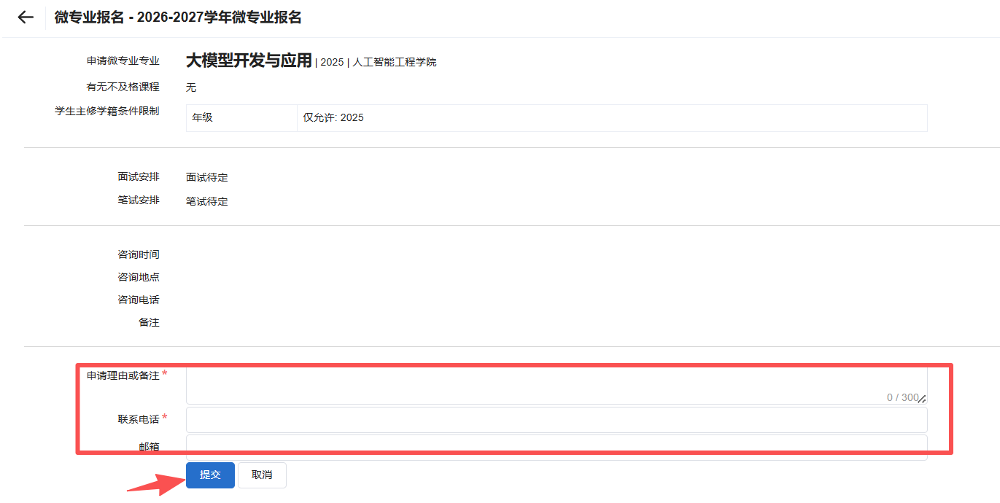 微专业报名 - 2026-2027学年微专业报名
申请微专业专业 大模型开发与应用 | 2025 | 人工智能工程学院
有无不及格课程 无
学生主修学籍条件限制 年级 仅允许: 2025
面试安排 面试待定
笔试安排 笔试待定
咨询时间
咨询地点
咨询电话
备注
申请理由或备注 *
0 / 300
联系电话 *
邮箱
提交 取消